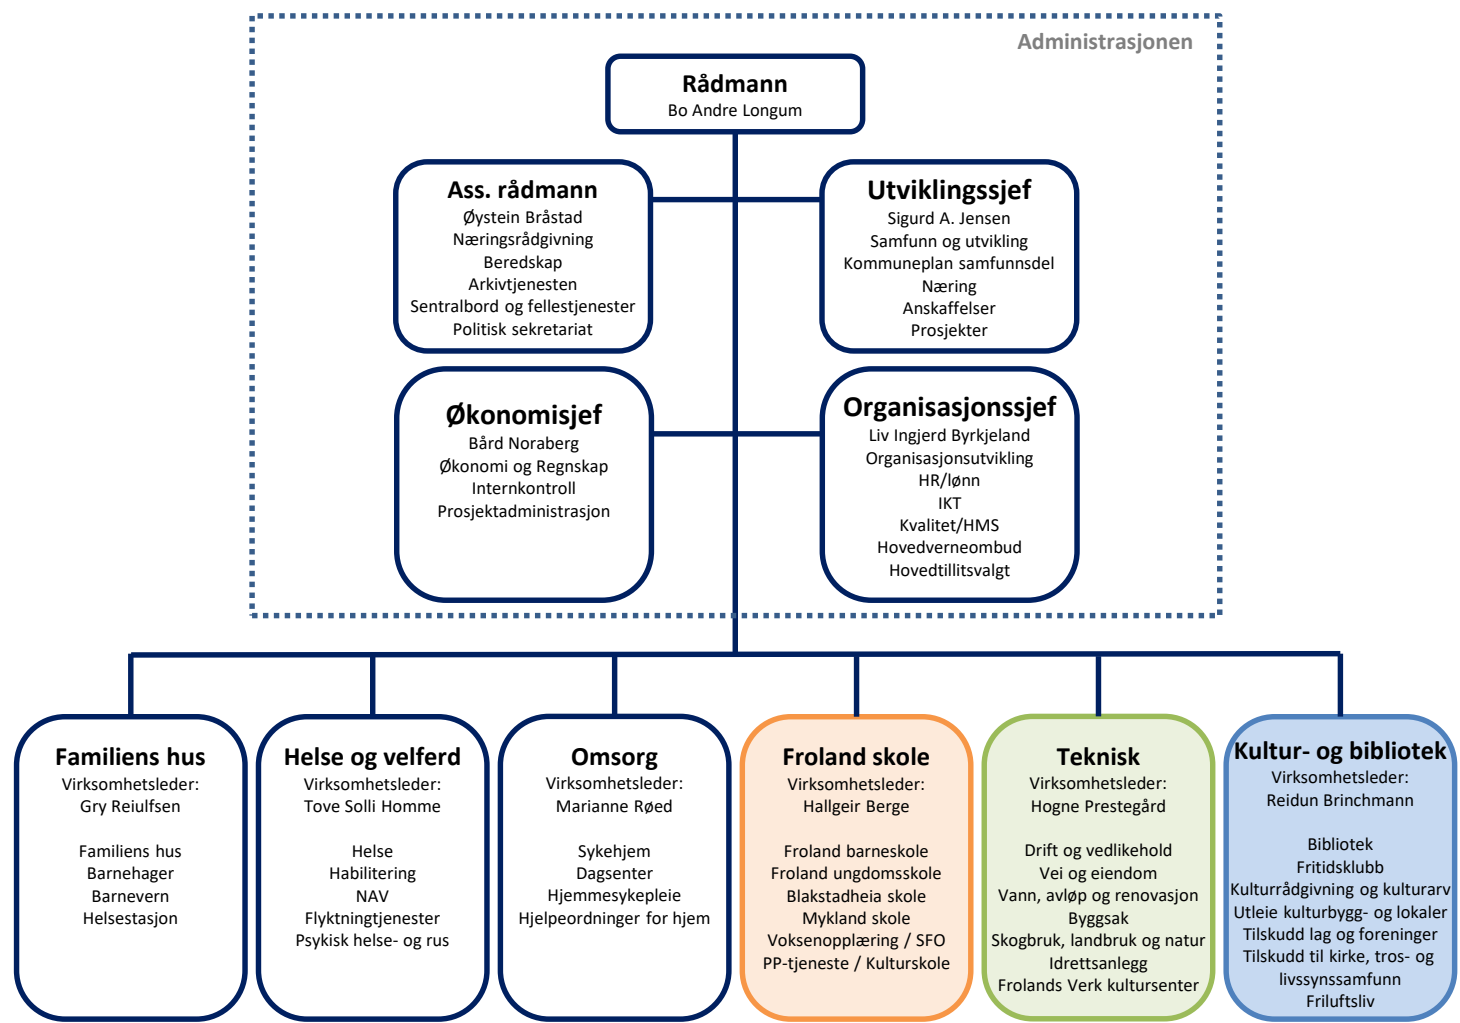 Administrasjonen
Rådmann
Bo Andre Longum
Ass. rådmann
Øystein Bråstad
Næringsrådgivning
Beredskap
Arkivtjenesten
Sentralbord og fellestjenester
Politisk sekretariat
Utviklingssjef
Sigurd A. Jensen
Samfunn og utvikling
Kommuneplan samfunnsdel
Næring
Anskaffelser
Prosjekter
Økonomisjef
Bård Noraberg
Økonomi og Regnskap
Internkontroll
Prosjektadministrasjon
Organisasjonssjef
Liv Ingjerd Byrkjeland
Organisasjonsutvikling
HR/lønn
IKT
Kvalitet/HMS
Hovedverneombud
Hovedtillitsvalgt
Familiens hus
Virksomhetsleder:
Gry Reiulfsen
Familiens hus
Barnehager
Barnevern
Helsestasjon
Helse og velferd
Virksomhetsleder:
Tove Solli Homme
Helse
Habilitering
NAV
Flyktningtjenester
Psykisk helse- og rus
Omsorg
Virksomhetsleder:
Marianne Røed
Sykehjem
Dagsenter
Hjemmesykepleie
Hjelpeordninger for hjem
Froland skole
Virksomhetsleder:
Hallgeir Berge
Froland barneskole
Froland ungdomsskole
Blakstadheia skole
Mykland skole
Voksenopplæring / SFO
PP-tjeneste / Kulturskole
Teknisk
Virksomhetsleder:
Hogne Prestegård
Drift og vedlikehold
Vei og eiendom
Vann, avløp og renovasjon
Byggsak
Skogbruk, landbruk og natur
Idrettsanlegg
Frolands Verk kultursenter
Kultur- og bibliotek
Virksomhetsleder:
Reidun Brinchmann
Bibliotek
Fritidsklubb
Kulturrådgivning og kulturarv
Utleie kulturbygg- og lokaler
Tilskudd lag og foreninger
Tilskudd til kirke, tros- og
livssynssamfunn
Friluftsliv